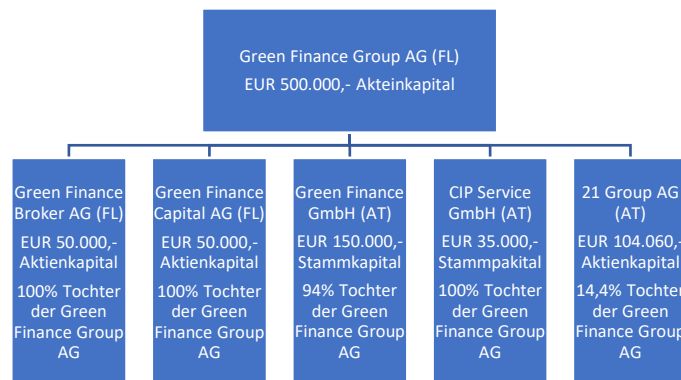 Green Finance Group AG (FL)
EUR 500.000,- Akteinkapital
Green Finance
Broker AG (FL)
EUR 50.000,-
Aktienkapital
100% Tochter
der Green
Finance Group
AG
Green Finance
Capital AG (FL)
EUR 50.000,-
Aktienkapital
100% Tochter
der Green
Finance Group
AG
Green Finance
GmbH (AT)
EUR 150.000,-
Stammkapital
94% Tochter
der Green
Finance Group
AG
CIP Service
GmbH (AT)
EUR 35.000,-
Stammpakital
100% Tochter
der Green
Finance Group
AG
21 Group AG
(AT)
EUR 104.060,-
Aktienkapital
14,4% Tochter
der Green
Finance Group
AG